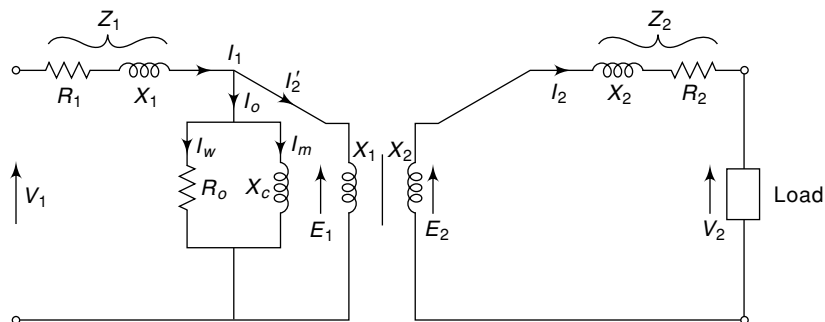 Z1
Z2
I1
I2′
R1
X1
Io
I2
X2
R2
Iw
Im
X1
X2
V1
Ro
Xc
E1
E2
V2
Load